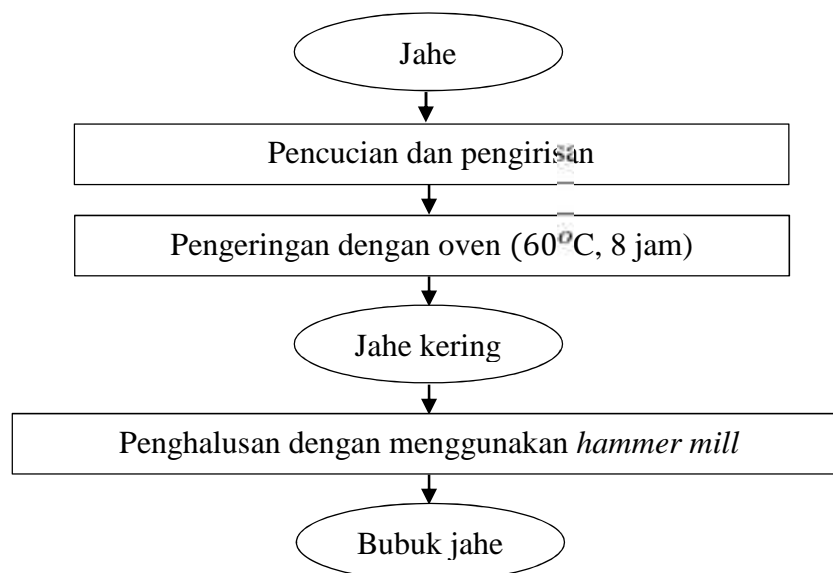 Jahe
Pencucian dan pengirisan
Pengeringan dengan oven (60°C, 8 jam)
Jahe kering
Penghalusan dengan menggunakan hammer mill
Bubuk jahe